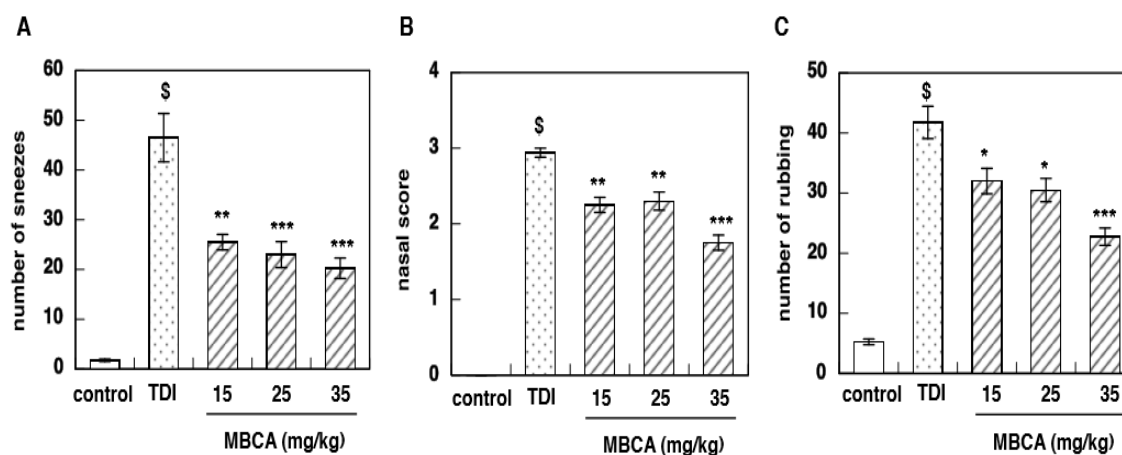 A
number of sneezes
60
50
40
30
20
10
0
$
**
***
***
control TDI 15 25 35
MBCA (mg/kg)
B
nasal score
4
3
2
1
0
$
**
**
***
control TDI 15 25 35
MBCA (mg/kg)
C
number of rubbing
50
40
30
20
10
0
$
*
*
***
control TDI 15 25 35
MBCA (mg/kg)